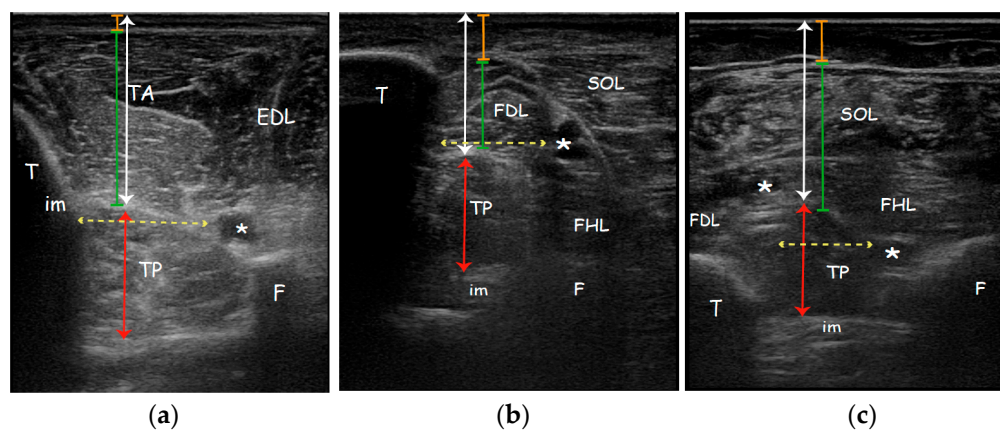 TA
EDL
T
im
*
TP
F
(a)
T
SOL
FDL
*
TP
FHL
im
F
(b)
SOL
*
FDL
FHL
*
TP
T
F
im
(c)